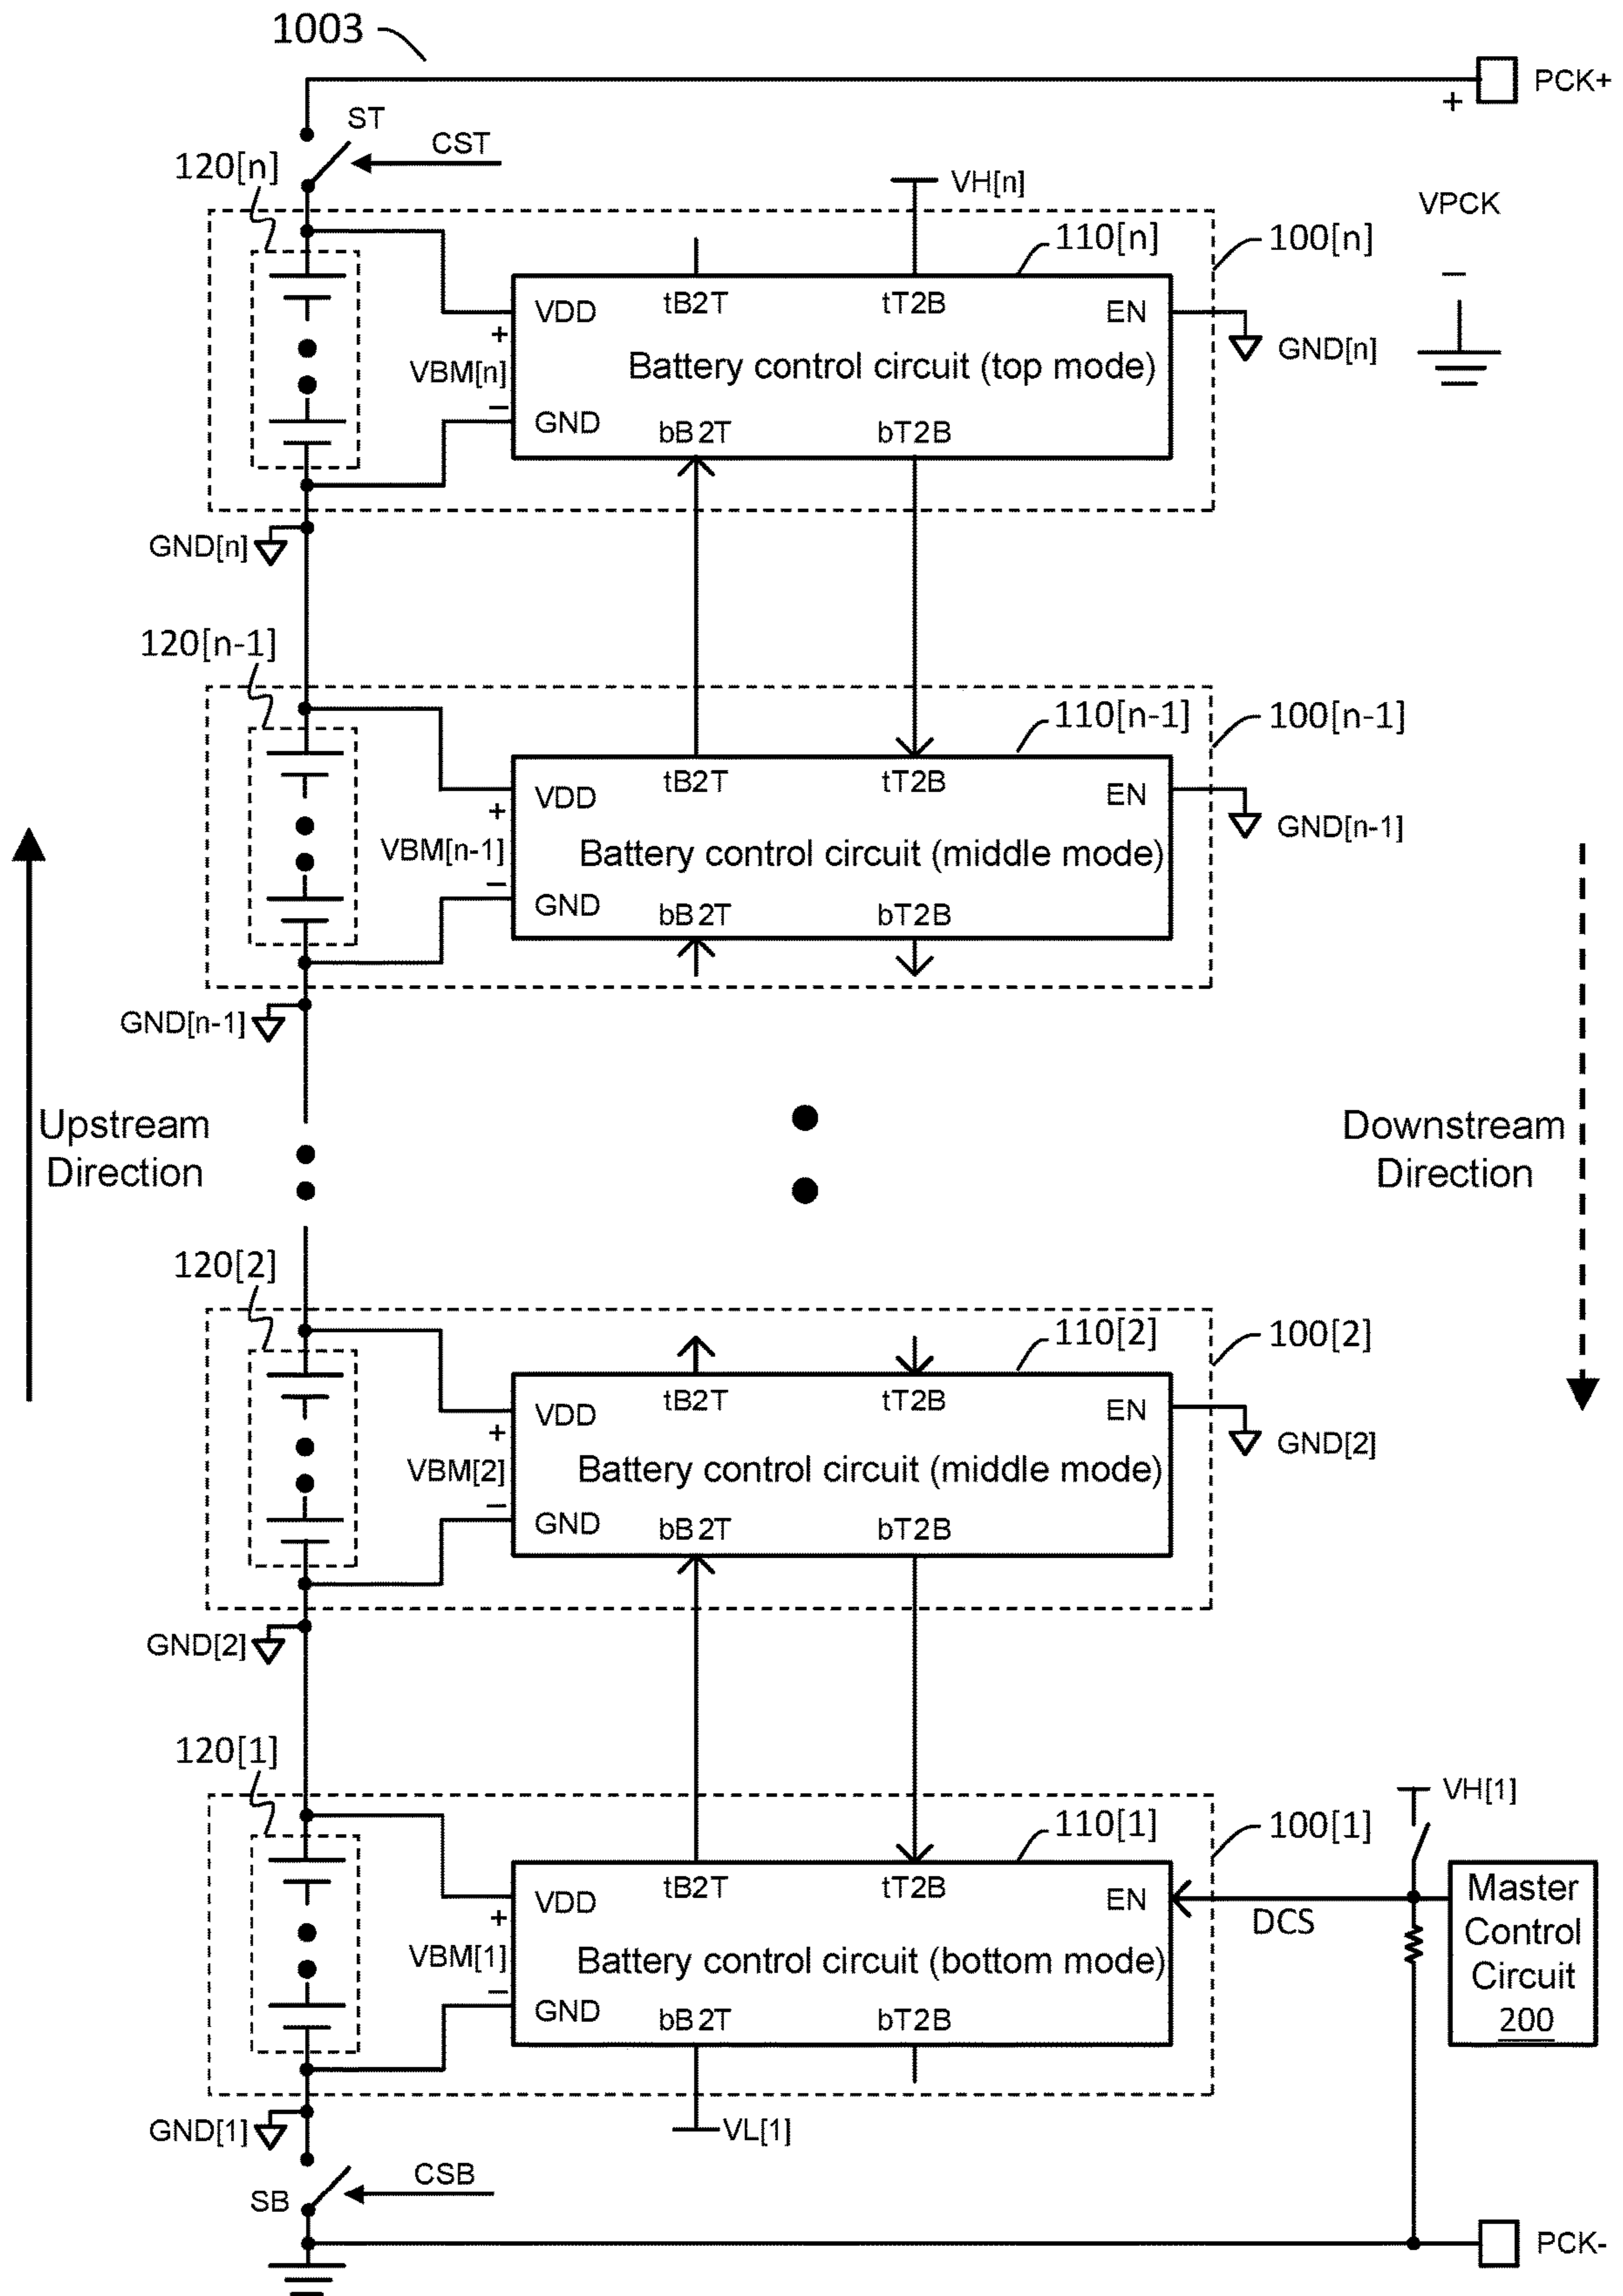 1003
PCK+
+
ST
CST
120[n]
VH[n]
VPCK
110[n]
100[n]
−
tB2T
tT2B
VDD
EN
+
VBM[n]
Battery control circuit (top mode)
GND[n]
−
GND
bB2T
bT2B
GND[n]
120[n-1]
110[n-1]
100[n-1]
tB2T
tT2B
VDD
EN
+
VBM[n-1]
Battery control circuit (middle mode)
GND[n-1]
−
GND
bB2T
bT2B
GND[n-1]
Upstream
Direction
Downstream
Direction
120[2]
110[2]
100[2]
tB2T
tT2B
VDD
EN
+
VBM[2]
Battery control circuit (middle mode)
GND[2]
−
GND
bB2T
bT2B
GND[2]
120[1]
VH[1]
110[1]
100[1]
tB2T
tT2B
VDD
EN
DCS
Master
Control
Circuit
200
+
VBM[1]
Battery control circuit (bottom mode)
−
GND
bB2T
bT2B
GND[1]
VL[1]
CSB
SB
PCK-